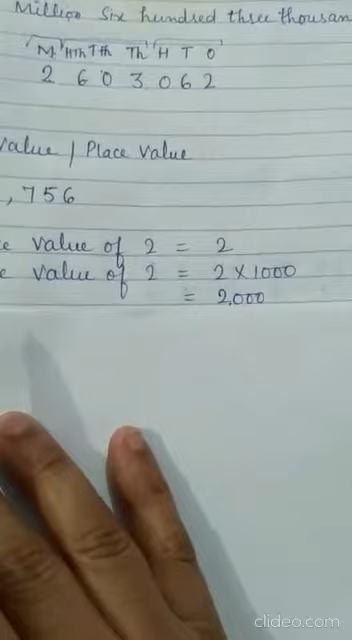 Million Six hundred three thousan
M HTh TTh Th H T O
2 6 0 3 0 6 2
Value / Place Value
,756
ce value of 2 = 2
e value of 2 = 2 × 1000
= 2,000
clideo.com